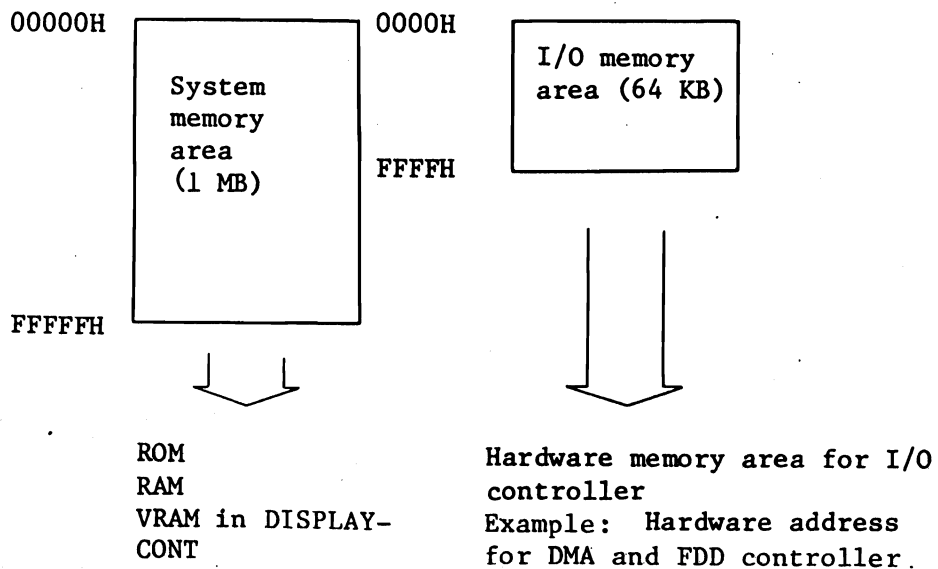 00000H
System
memory
area
(1 MB)
FFFFFH
0000H
I/O memory
area (64 KB)
FFFFH
ROM
RAM
VRAM in DISPLAY-
CONT
Hardware memory area for I/O
controller
Example: Hardware address
for DMA and FDD controller.